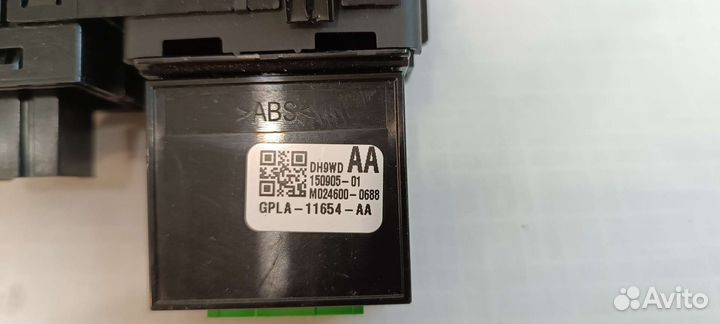 >ABS<
DH9WD AA
150905-01
M024600-0688
GPLA-11654-AA
Avito